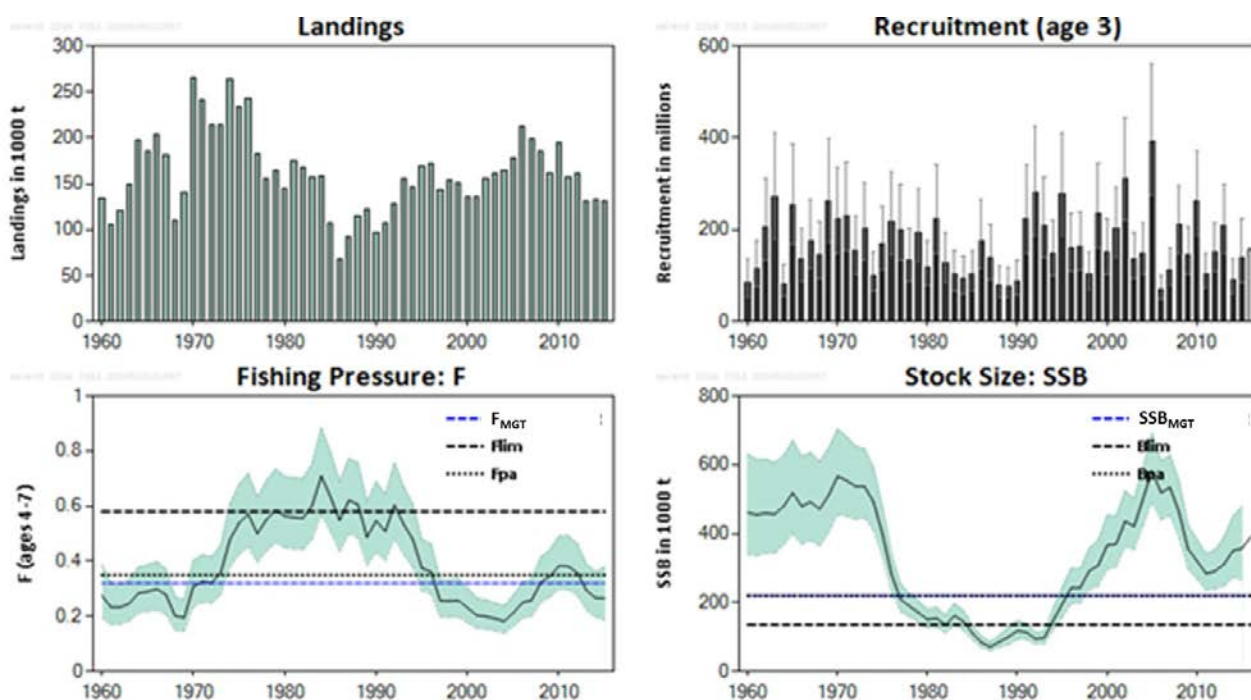 Landings
300
250
200
150
100
50
0
Landings in 1000 t
1960 1970 1980 1990 2000 2010
Recruitment (age 3)
600
400
200
0
Recruitment in millions
1960 1970 1980 1990 2000 2010
Fishing Pressure: F
1
0.8
0.6
0.4
0.2
0
F (ages 4-7)
FMGT
Flim
Fpa
1960 1970 1980 1990 2000 2010
Stock Size: SSB
800
600
400
200
0
SSB in 1000 t
SSBMGT
Blim
Bpa
1960 1970 1980 1990 2000 2010